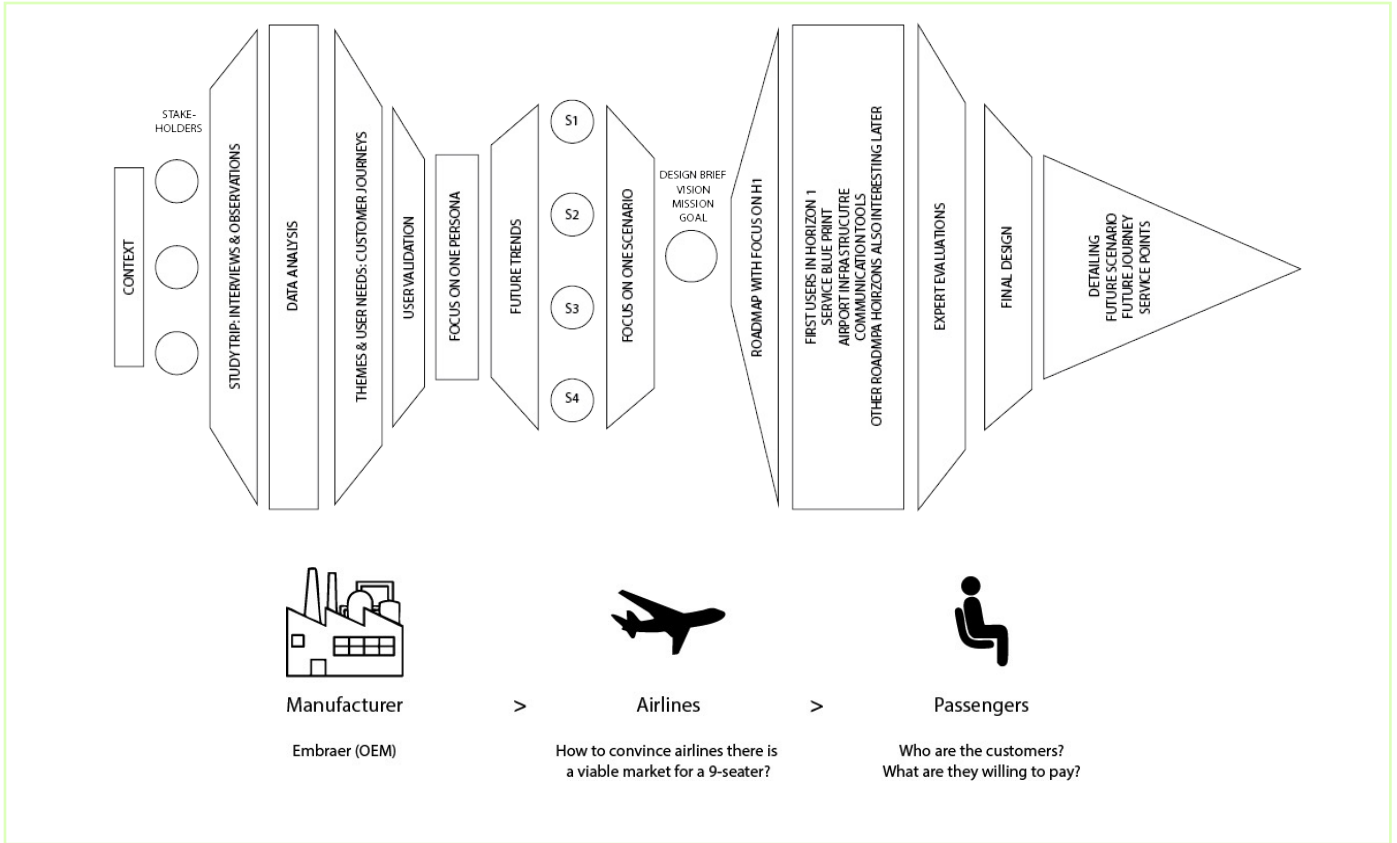 CONTEXT
STAKE-
HOLDERS
STUDY TRIP: INTERVIEWS & OBSERVATIONS
DATA ANALYSIS
THEMES & USER NEEDS: CUSTOMER JOURNEYS
USER VALIDATION
FOCUS ON ONE PERSONA
FUTURE TRENDS
S1
S2
S3
S4
FOCUS ON ONE SCENARIO
DESIGN BRIEF
VISION
MISSION
GOAL
ROADMAP WITH FOCUS ON H1
FIRST USERS IN HORIZON 1
SERVICE BLUE PRINT
AIRPORT INFRASTRUCUTRE
COMMUNICATION TOOLS
OTHER ROADMPA HOIRZONS ALSO INTERESTING LATER
EXPERT EVALUATIONS
FINAL DESIGN
DETAILING
FUTURE SCENARIO
FUTURE JOURNEY
SERVICE POINTS
Manufacturer
>
Airlines
>
Passengers
Embraer (OEM)
How to convince airlines there is
a viable market for a 9-seater?
Who are the customers?
What are they willing to pay?